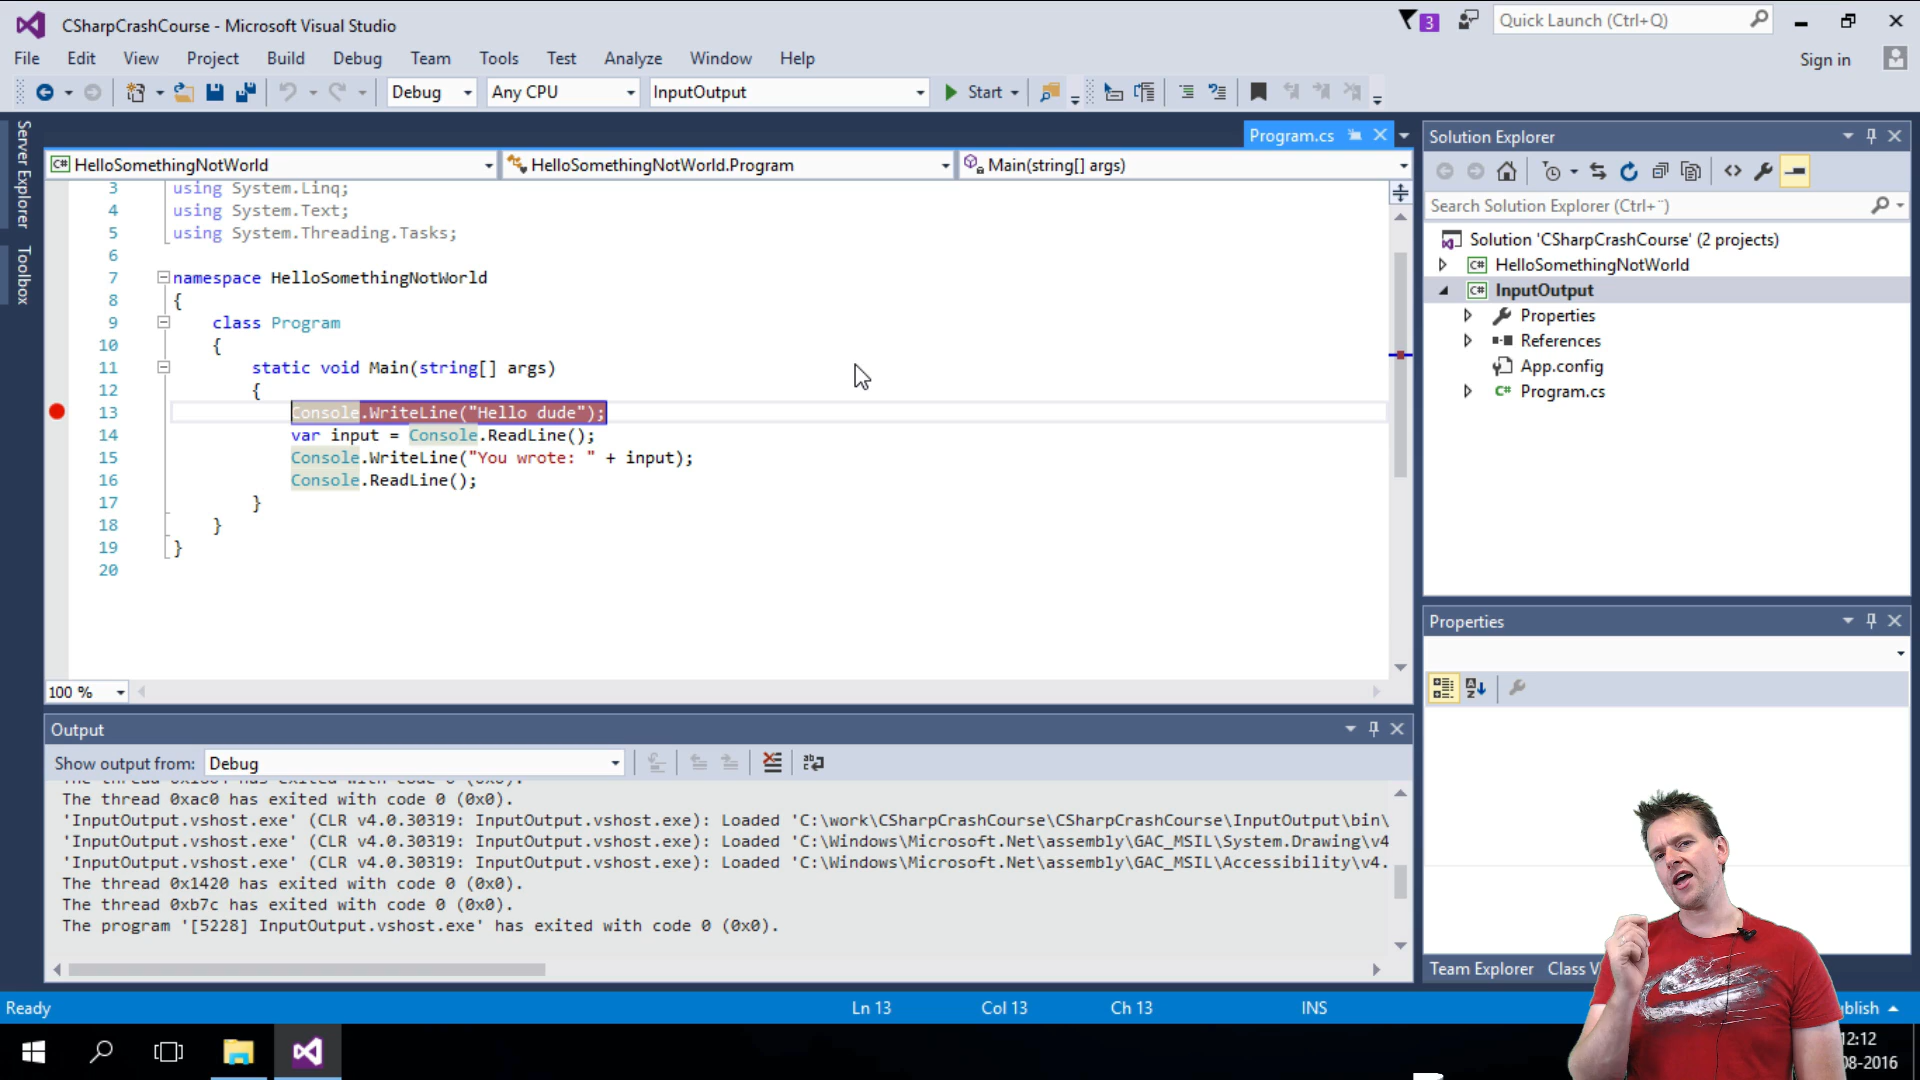 CSharpCrashCourse - Microsoft Visual Studio
3
Quick Launch (Ctrl+Q)
File Edit View Project Build Debug Team Tools Test Analyze Window Help
Sign in
Debug Any CPU InputOutput Start
Server Explorer
Toolbox
Program.cs
HelloSomethingNotWorld HelloSomethingNotWorld.Program Main(string[] args)
3 using System.Linq;
4 using System.Text;
5 using System.Threading.Tasks;
6
7 namespace HelloSomethingNotWorld
8 {
9 class Program
10 {
11 static void Main(string[] args)
12 {
13 Console.WriteLine("Hello dude");
14 var input = Console.ReadLine();
15 Console.WriteLine("You wrote: " + input);
16 Console.ReadLine();
17 }
18 }
19 }
20
100 %
Solution Explorer
Search Solution Explorer (Ctrl+¨)
Solution 'CSharpCrashCourse' (2 projects)
C# HelloSomethingNotWorld
C# InputOutput
Properties
References
App.config
C# Program.cs
Properties
Output
Show output from: Debug
The thread 0xac0 has exited with code 0 (0x0).
'InputOutput.vshost.exe' (CLR v4.0.30319: InputOutput.vshost.exe): Loaded 'C:\work\CSharpCrashCourse\CSharpCrashCourse\InputOutput\bin\
'InputOutput.vshost.exe' (CLR v4.0.30319: InputOutput.vshost.exe): Loaded 'C:\Windows\Microsoft.Net\assembly\GAC_MSIL\System.Drawing\v4
'InputOutput.vshost.exe' (CLR v4.0.30319: InputOutput.vshost.exe): Loaded 'C:\Windows\Microsoft.Net\assembly\GAC_MSIL\Accessibility\v4.
The thread 0x1420 has exited with code 0 (0x0).
The thread 0xb7c has exited with code 0 (0x0).
The program '[5228] InputOutput.vshost.exe' has exited with code 0 (0x0).
Team Explorer Class V
Ready Ln 13 Col 13 Ch 13 INS blish
12:12
08-2016